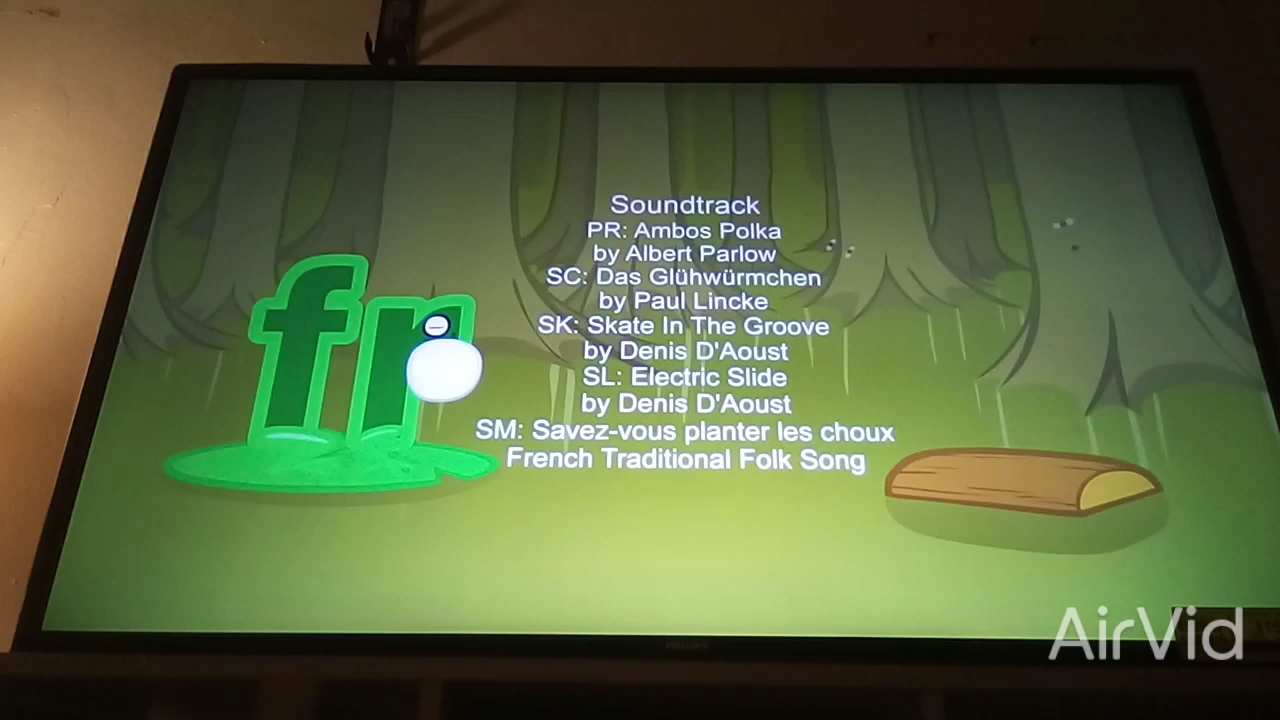 Soundtrack
PR: Ambos Polka
by Albert Parlow
SC: Das Glühwürmchen
by Paul Lincke
SK: Skate In The Groove
by Denis D'Aoust
SL: Electric Slide
by Denis D'Aoust
SM: Savez-vous planter les choux
French Traditional Folk Song
fr
PHILIPS
AirVid